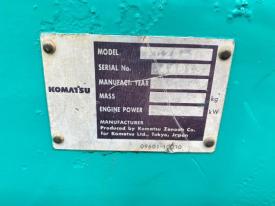 MODEL
SERIAL No.
MANUFACT. YEAR
KOMATSU
MASS kg
ENGINE POWER kW
MANUFACTURER
Produced by Komatsu Zenoah Co.
for Komatsu Ltd., Tokyo, Japan